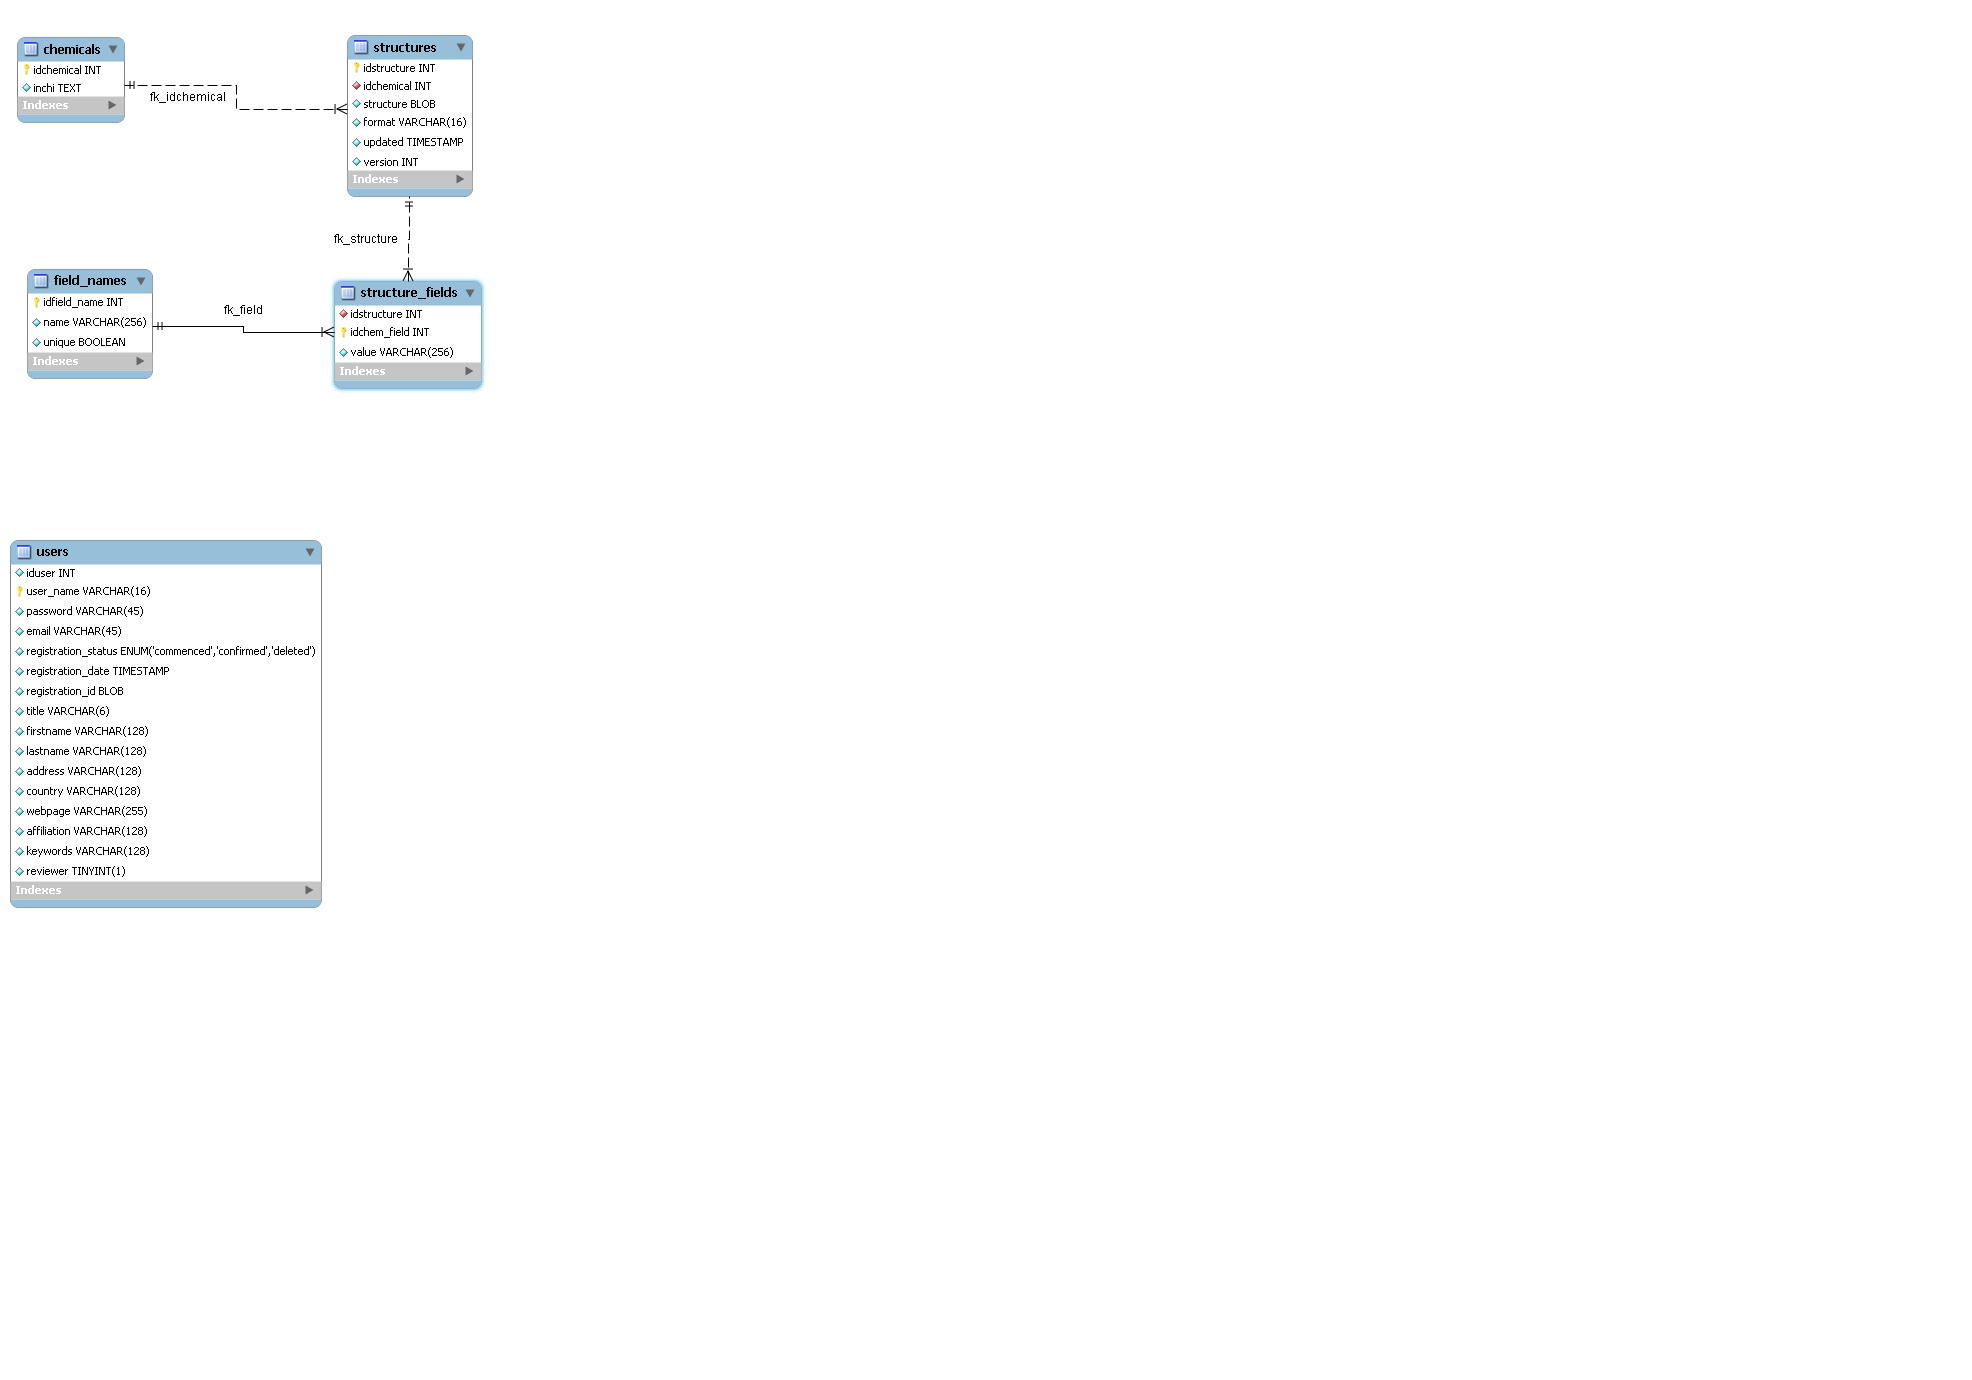 chemicals
idchemical INT
inchi TEXT
Indexes
fk_idchemical
structures
idstructure INT
idchemical INT
structure BLOB
format VARCHAR(16)
updated TIMESTAMP
version INT
Indexes
fk_structure
field_names
idfield_name INT
name VARCHAR(256)
unique BOOLEAN
Indexes
fk_field
structure_fields
idstructure INT
idchem_field INT
value VARCHAR(256)
Indexes
users
iduser INT
user_name VARCHAR(16)
password VARCHAR(45)
email VARCHAR(45)
registration_status ENUM('commenced','confirmed','deleted')
registration_date TIMESTAMP
registration_id BLOB
title VARCHAR(6)
firstname VARCHAR(128)
lastname VARCHAR(128)
address VARCHAR(128)
country VARCHAR(128)
webpage VARCHAR(255)
affiliation VARCHAR(128)
keywords VARCHAR(128)
reviewer TINYINT(1)
Indexes